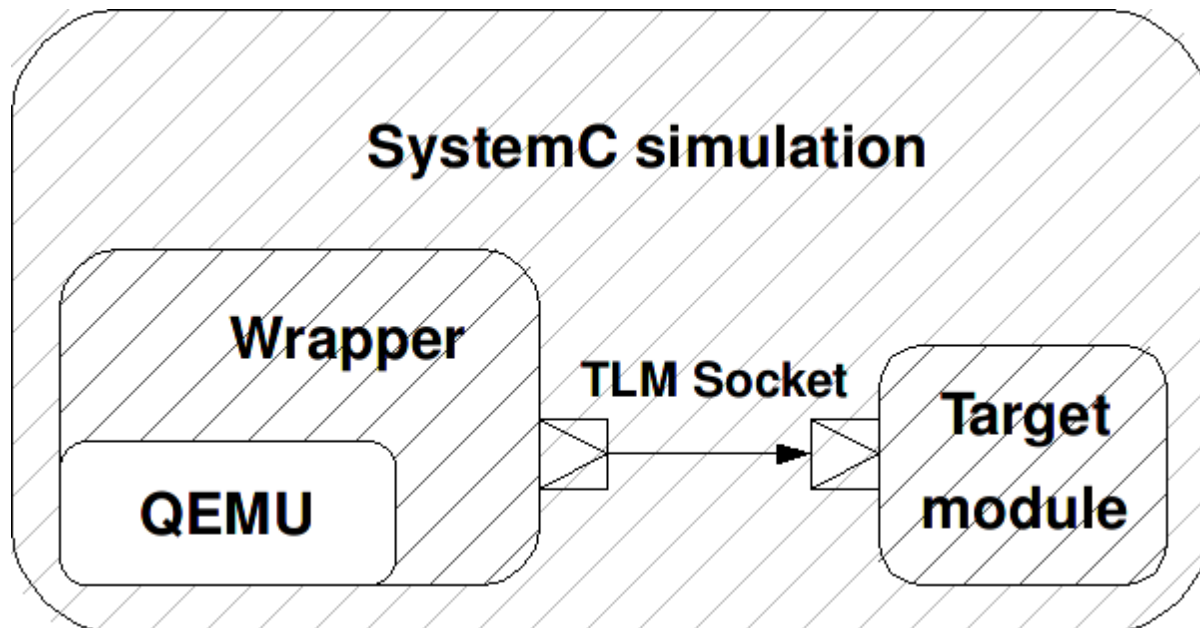 SystemC simulation
Wrapper
TLM Socket
Target
module
QEMU